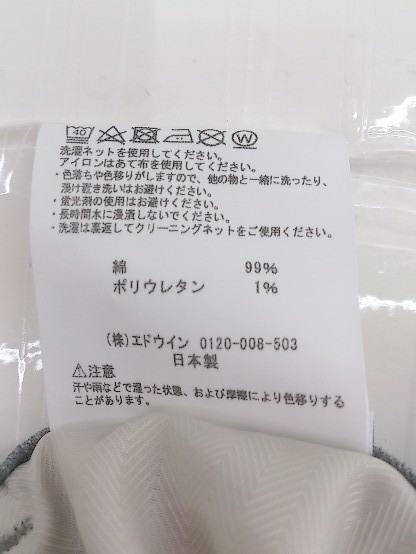 40 W
洗濯ネットを使用してください。
アイロンはあて布を使用してください。
・色落ちや色移りがしますので、他の物と一緒に洗ったり、
漬け置き洗いはお避けください。
・蛍光剤の使用はお避けください。
・長時間水に浸漬しないでください。
・洗濯は裏返してクリーニングネットをご使用ください。
綿 99%
ポリウレタン 1%
(株)エドウイン 0120-008-503
日本製
⚠注意
汗や雨などで湿った状態、および摩擦により色移りする
ことがあります。